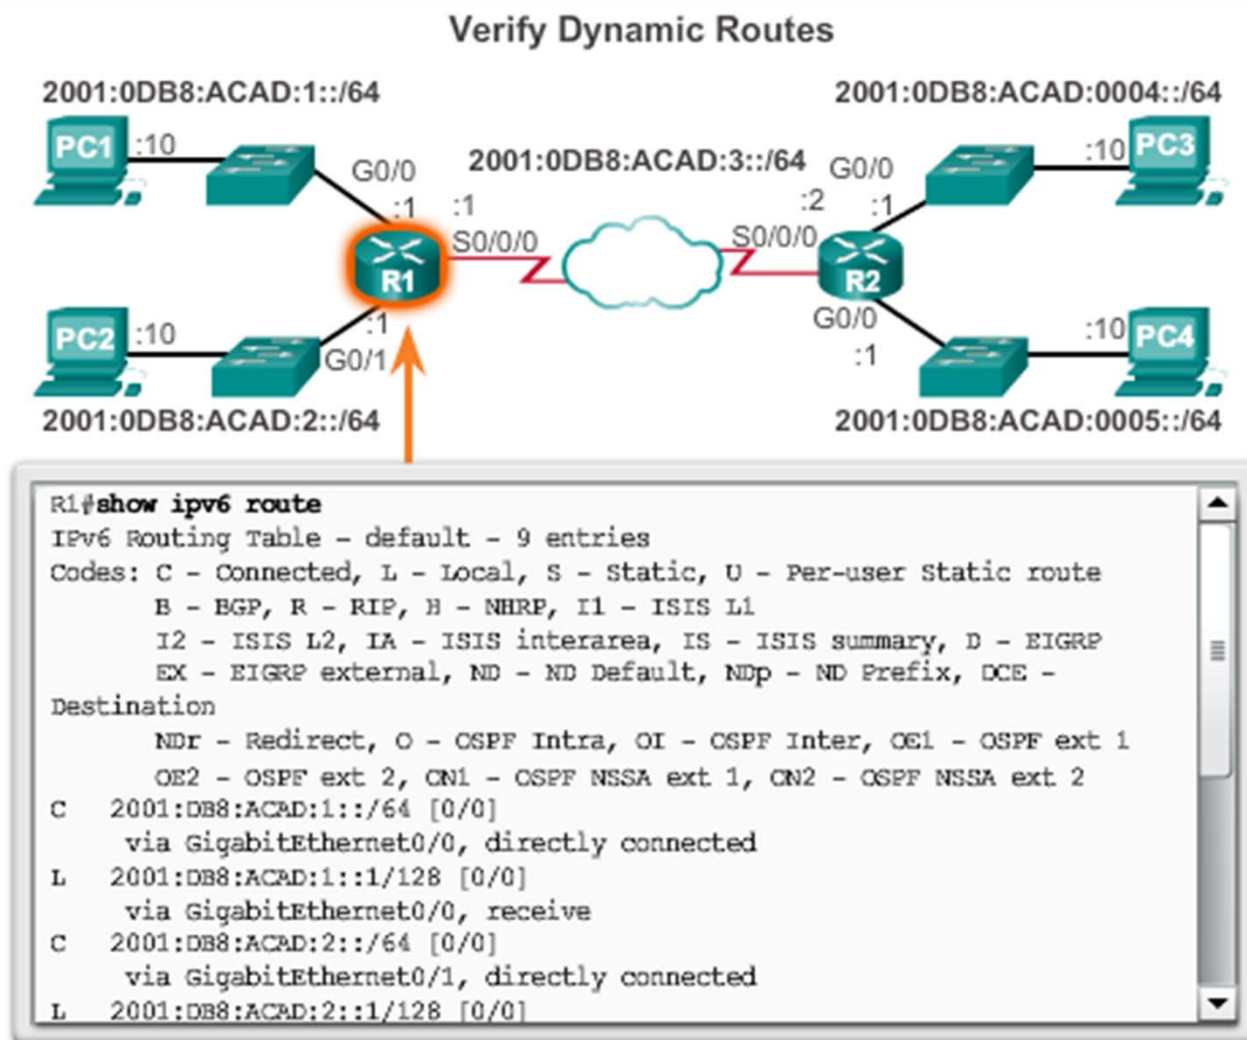 Verify Dynamic Routes
2001:0DB8:ACAD:1::/64
2001:0DB8:ACAD:0004::/64
PC1
:10
G0/0
:1
:1
S0/0/0
2001:0DB8:ACAD:3::/64
:2
S0/0/0
G0/0
:1
:10
PC3
R1
R2
PC2
:10
:1
G0/1
G0/0
:1
:10
PC4
2001:0DB8:ACAD:2::/64
2001:0DB8:ACAD:0005::/64
R1#show ipv6 route
IPv6 Routing Table - default - 9 entries
Codes: C - Connected, L - Local, S - Static, U - Per-user Static route
B - BGP, R - RIP, H - NHRP, I1 - ISIS L1
I2 - ISIS L2, IA - ISIS interarea, IS - ISIS summary, D - EIGRP
EX - EIGRP external, ND - ND Default, NDp - ND Prefix, DCE -
Destination
NDr - Redirect, O - OSPF Intra, OI - OSPF Inter, OE1 - OSPF ext 1
OE2 - OSPF ext 2, ON1 - OSPF NSSA ext 1, ON2 - OSPF NSSA ext 2
C 2001:DB8:ACAD:1::/64 [0/0]
via GigabitEthernet0/0, directly connected
L 2001:DB8:ACAD:1::1/128 [0/0]
via GigabitEthernet0/0, receive
C 2001:DB8:ACAD:2::/64 [0/0]
via GigabitEthernet0/1, directly connected
L 2001:DB8:ACAD:2::1/128 [0/0]